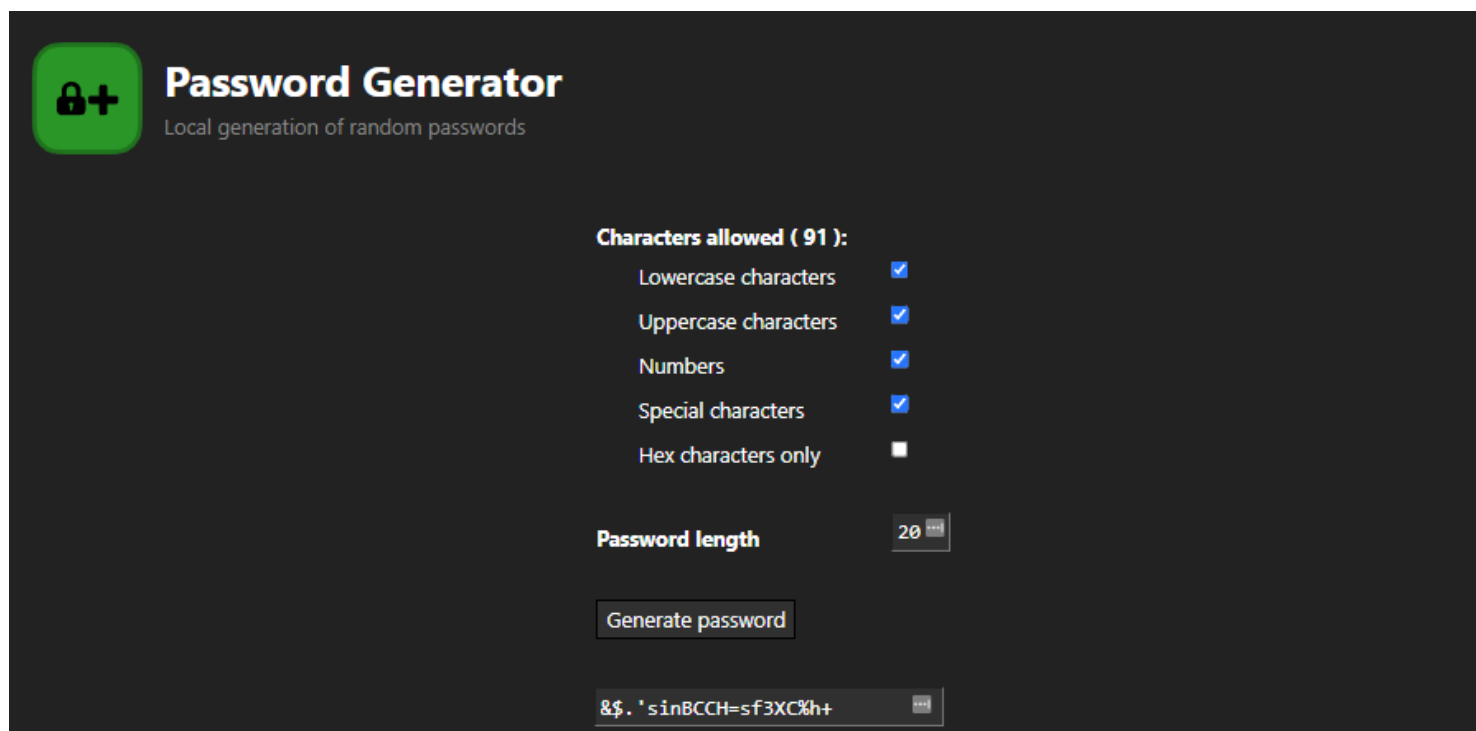 Password Generator
Local generation of random passwords
Characters allowed ( 91 ):
Lowercase characters
Uppercase characters
Numbers
Special characters
Hex characters only
Password length
20
Generate password
&$.'sinBCCH=sf3XC%h+